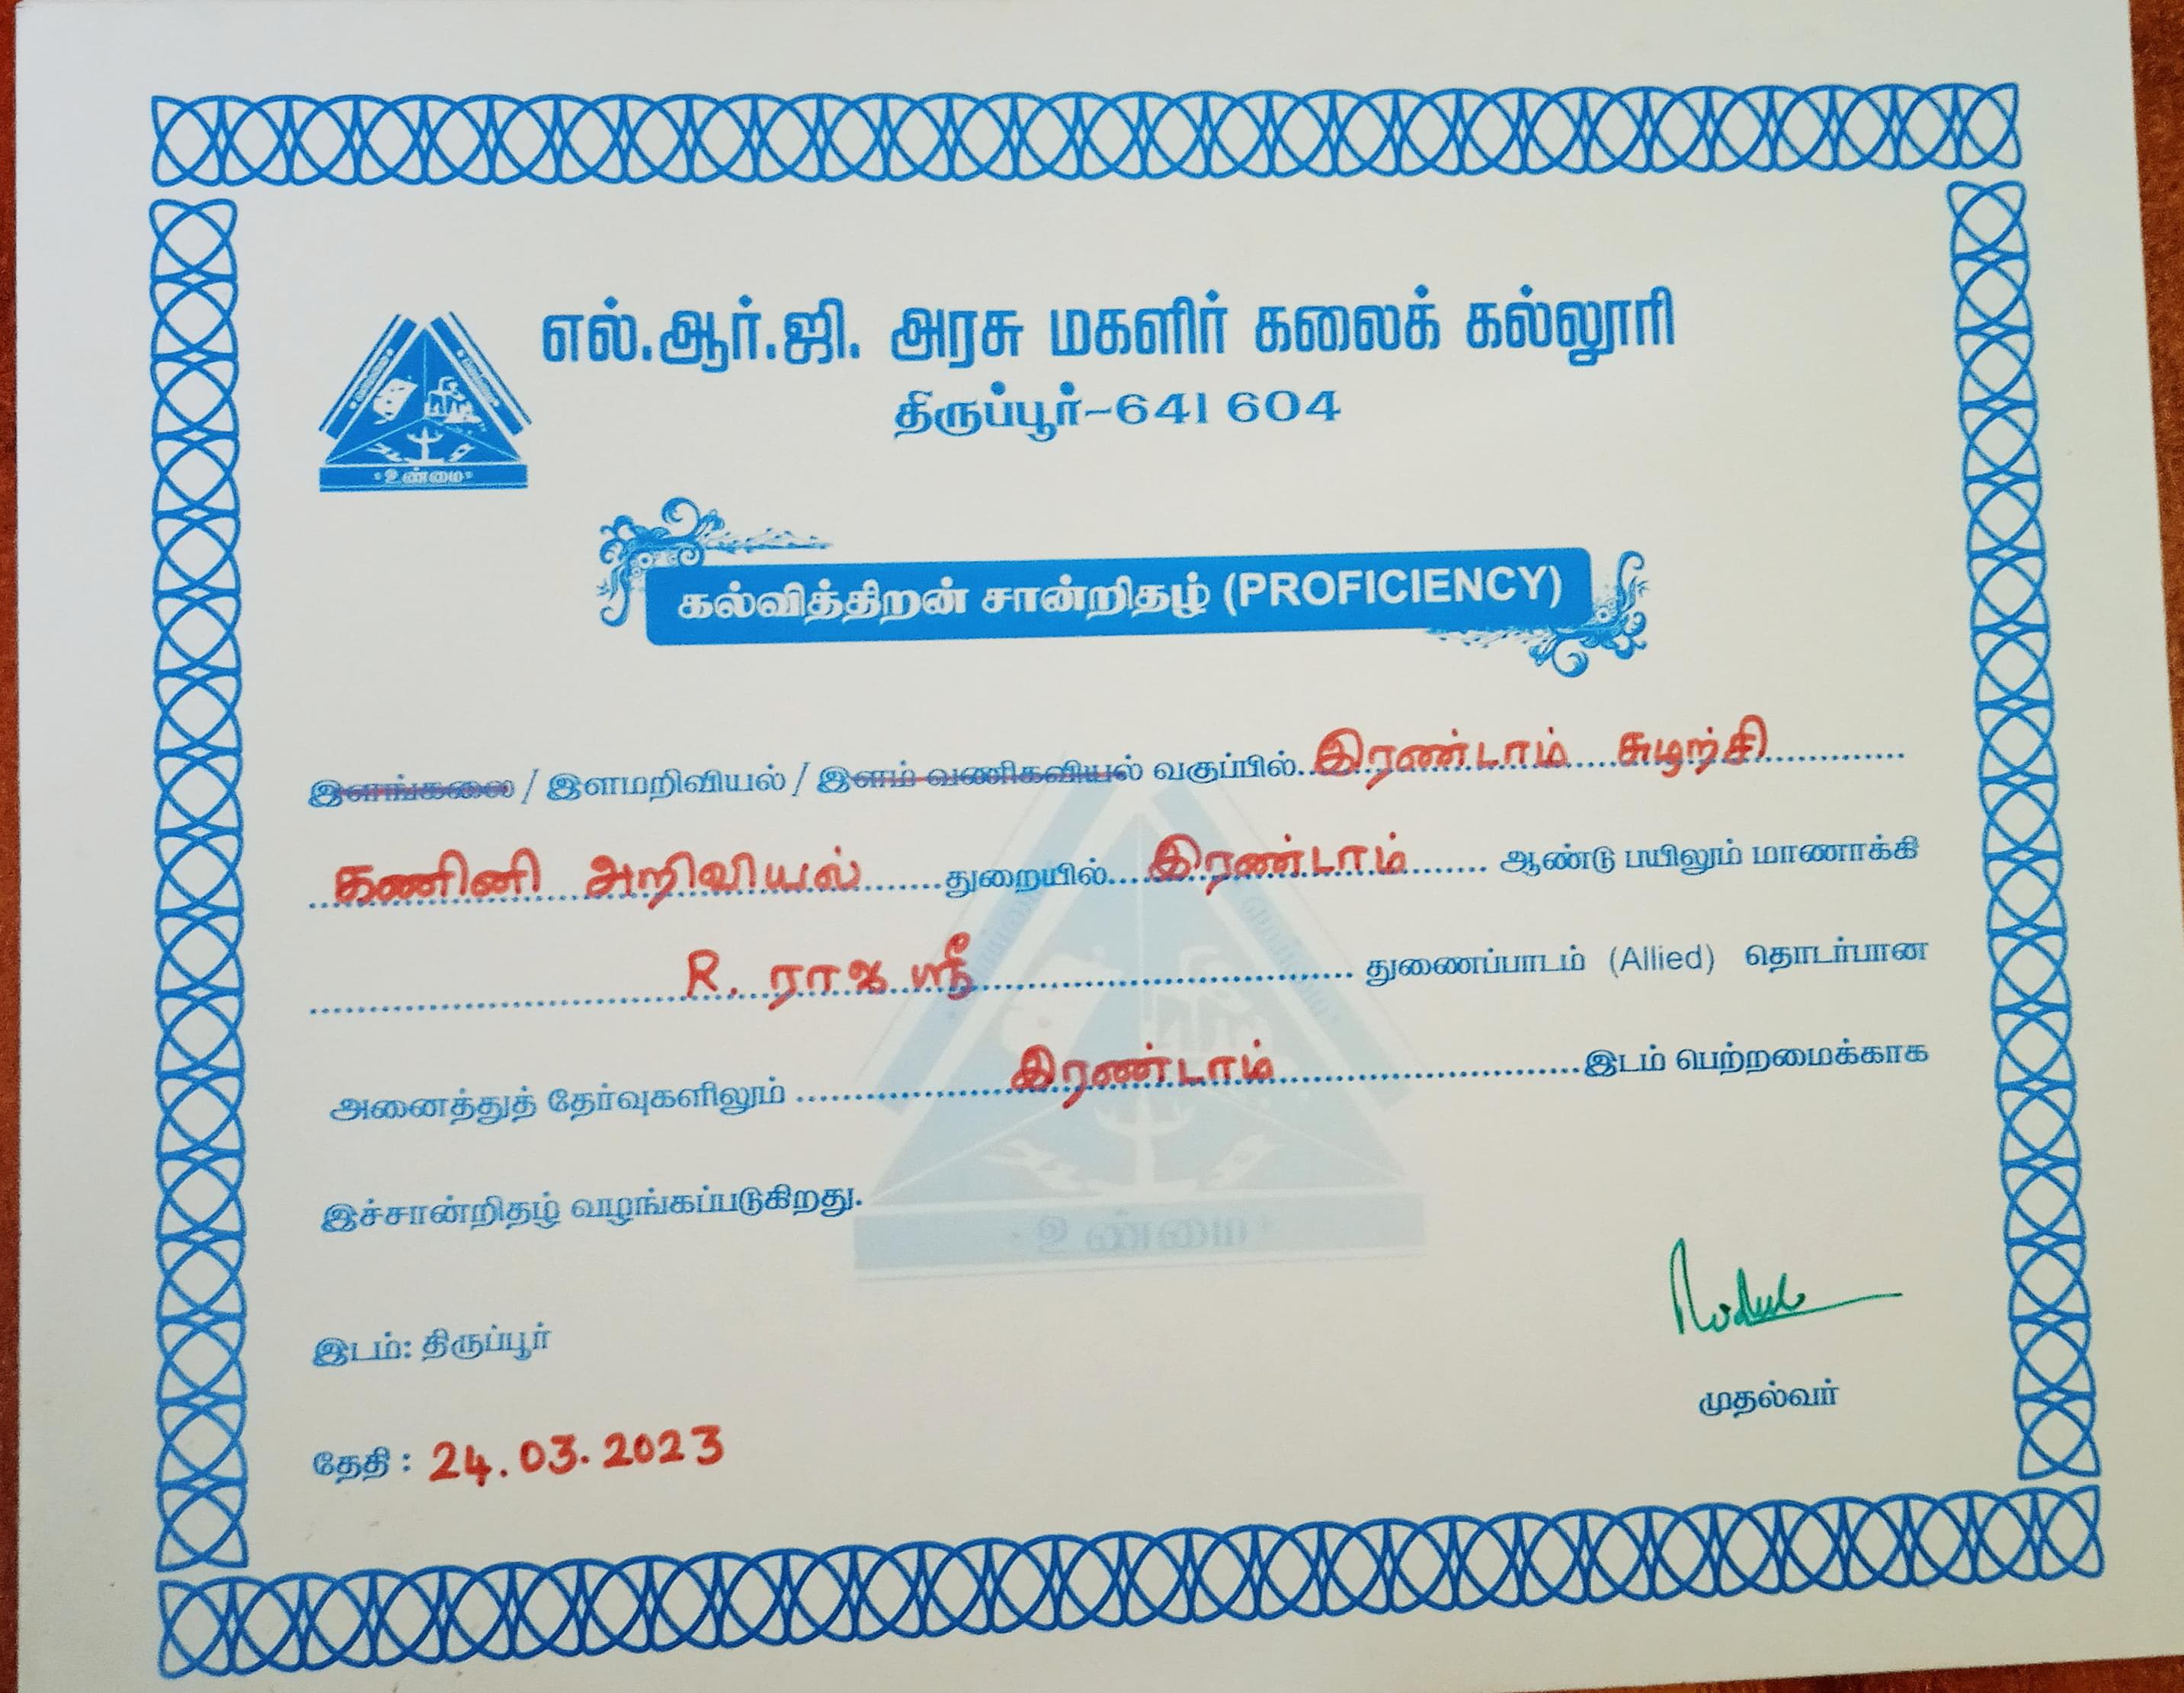 எல்.ஆர்.ஜி. அரசு மகளிர் கலைக் கல்லூரி
திருப்பூர்-641 604
உண்மை
கல்வித்திறன் சான்றிதழ் (PROFICIENCY)
இளங்கலை / இளமறிவியல் / இளம் வணிகவியல் வகுப்பில் இரண்டாம் சுழற்சி
கணினி அறிவியல் துறையில் இரண்டாம் ஆண்டு பயிலும் மாணாக்கி
R. ராஜ ஸ்ரீ துணைப்பாடம் (Allied) தொடர்பான
அனைத்துத் தேர்வுகளிலும் இரண்டாம் இடம் பெற்றமைக்காக
இச்சான்றிதழ் வழங்கப்படுகிறது.
உண்மை
இடம்: திருப்பூர்
முதல்வர்
தேதி : 24.03.2023